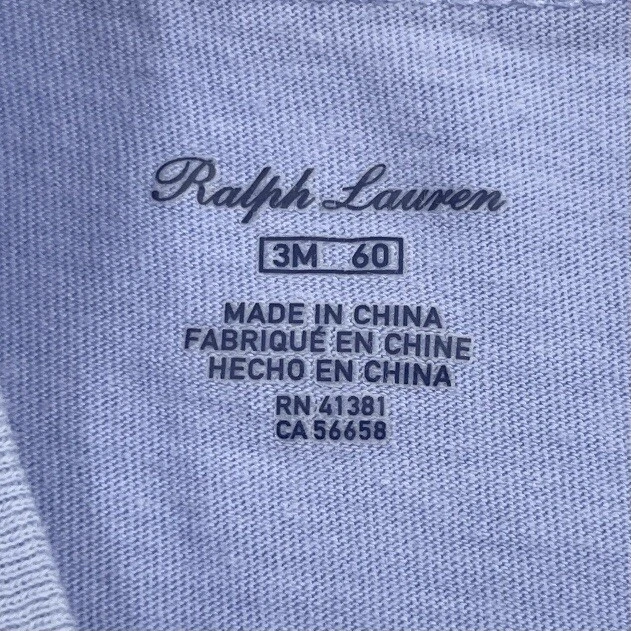 Ralph Lauren
3M 60
MADE IN CHINA
FABRIQUÉ EN CHINE
HECHO EN CHINA
RN 41381
CA 56658